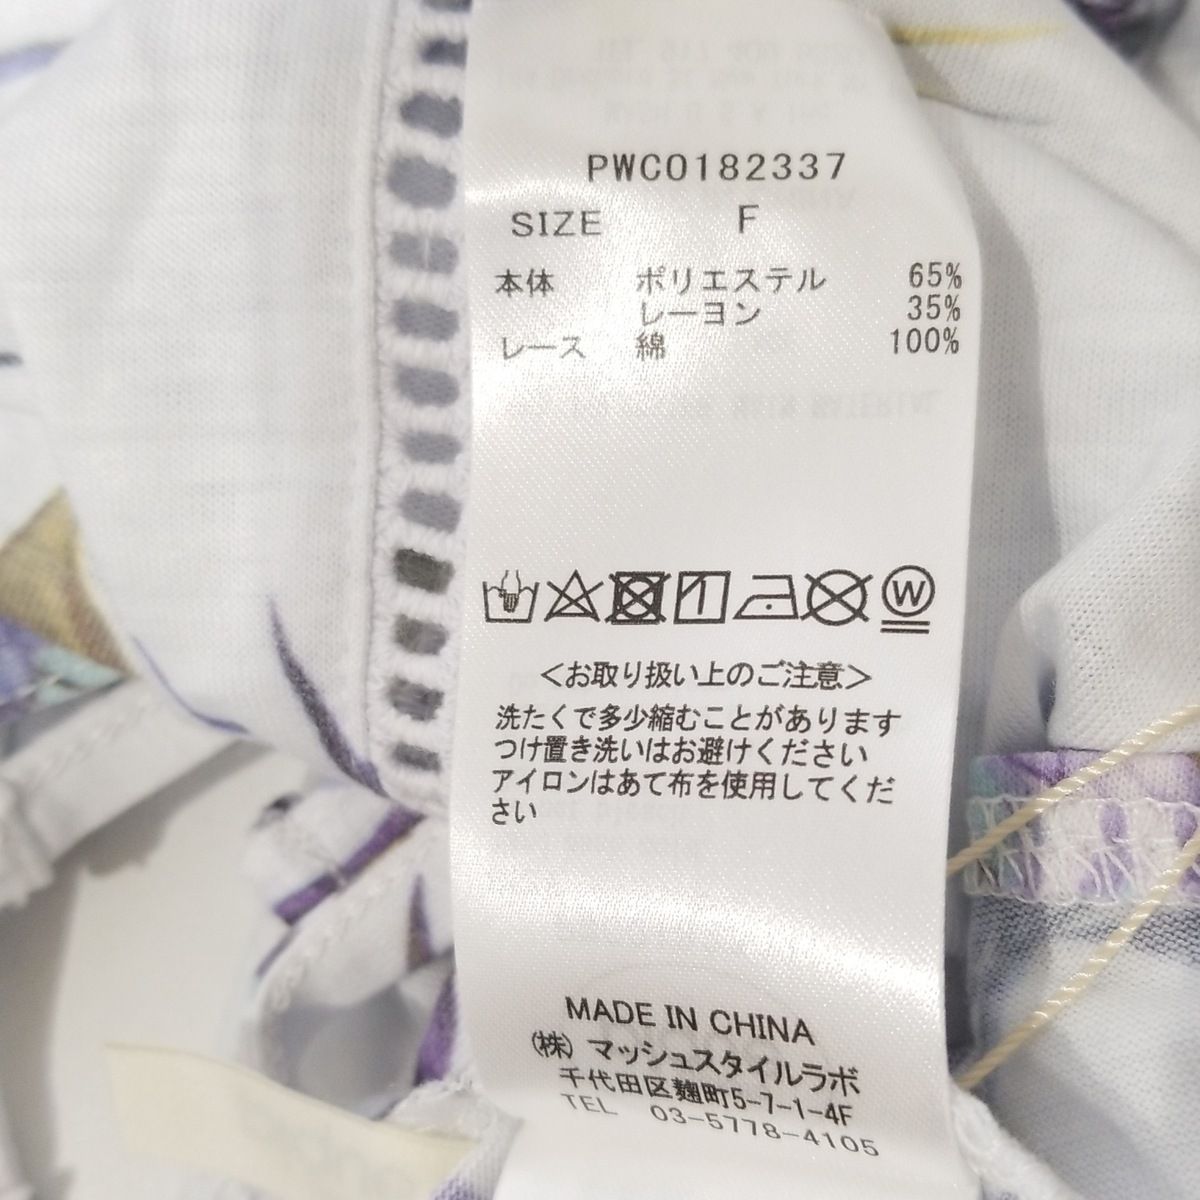 PWCO182337
SIZE F
本体 ポリエステル 65%
レーヨン 35%
レース 綿 100%
W
<お取り扱い上のご注意>
洗たくで多少縮むことがあります
つけ置き洗いはお避けください
アイロンはあて布を使用してくだ
さい
MADE IN CHINA
(株) マッシュスタイルラボ
千代田区麹町5-7-1-4F
TEL 03-5778-4105